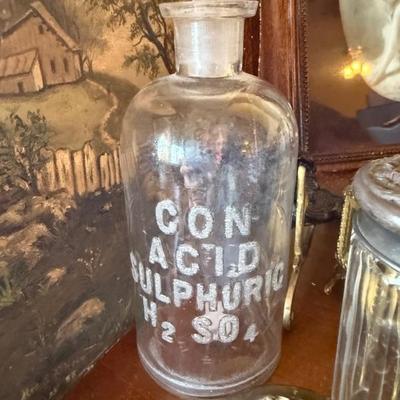 CON
ACID
SULPHURIC
H₂ SO₄